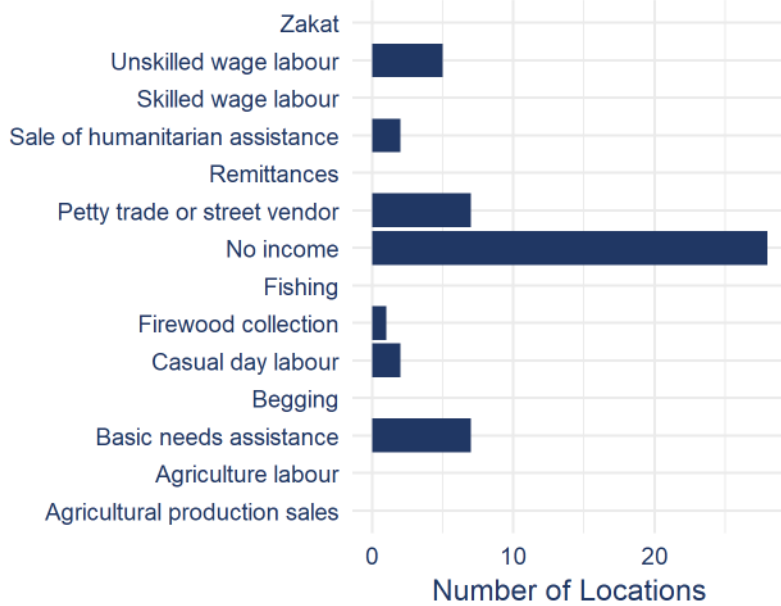 Zakat
Unskilled wage labour
Skilled wage labour
Sale of humanitarian assistance
Remittances
Petty trade or street vendor
No income
Fishing
Firewood collection
Casual day labour
Begging
Basic needs assistance
Agriculture labour
Agricultural production sales
0 10 20
Number of Locations